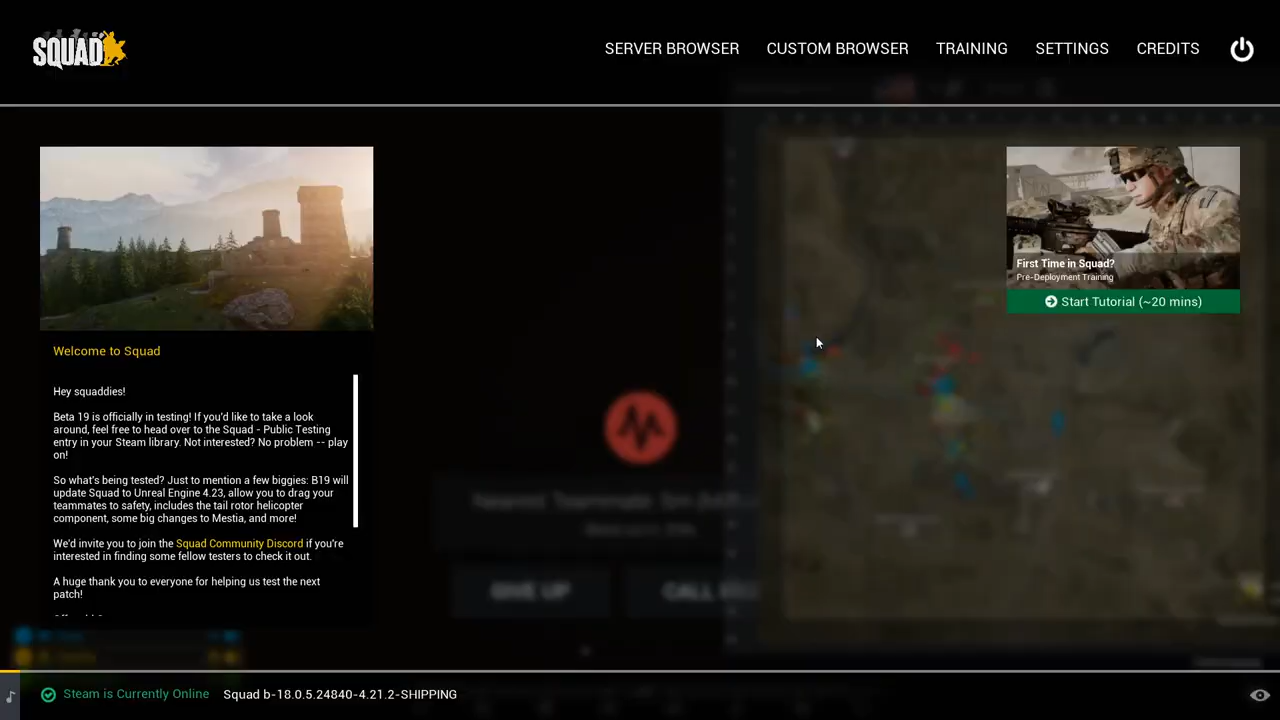 SQUAD
SERVER BROWSER
CUSTOM BROWSER
TRAINING
SETTINGS
CREDITS
First Time in Squad?
Pre-Deployment Training
Start Tutorial (~20 mins)
Welcome to Squad
Hey squaddies!
Beta 19 is officially in testing! If you'd like to take a look
around, feel free to head over to the Squad - Public Testing
entry in your Steam library. Not interested? No problem -- play
on!
So what's being tested? Just to mention a few biggies: B19 will
update Squad to Unreal Engine 4.23, allow you to drag your
teammates to safety, includes the tail rotor helicopter
component, some big changes to Mestia, and more!
We'd invite you to join the Squad Community Discord if you're
interested in finding some fellow testers to check it out.
A huge thank you to everyone for helping us test the next
patch!
GIVE UP
Steam is Currently Online
Squad b-18.0.5.24840-4.21.2-SHIPPING